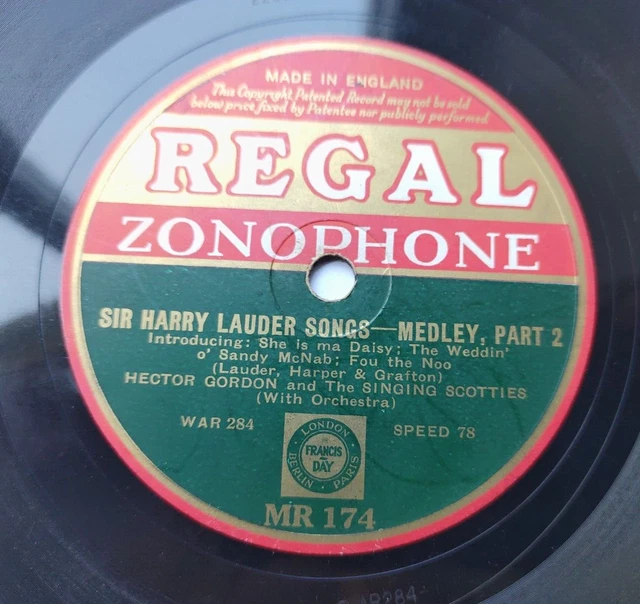 MADE IN ENGLAND
This Copyright Patented Record may not be sold
below price fixed by Patentee nor publicly performed
REGAL
ZONOPHONE
SIR HARRY LAUDER SONGS—MEDLEY, PART 2
Introducing: She is ma Daisy; The Weddin'
o' Sandy McNab; Fou the Noo
(Lauder, Harper & Grafton)
HECTOR GORDON and The SINGING SCOTTIES
(With Orchestra)
WAR 284
SPEED 78
LONDON
FRANCIS
DAY
BERLIN · PARIS
MR 174